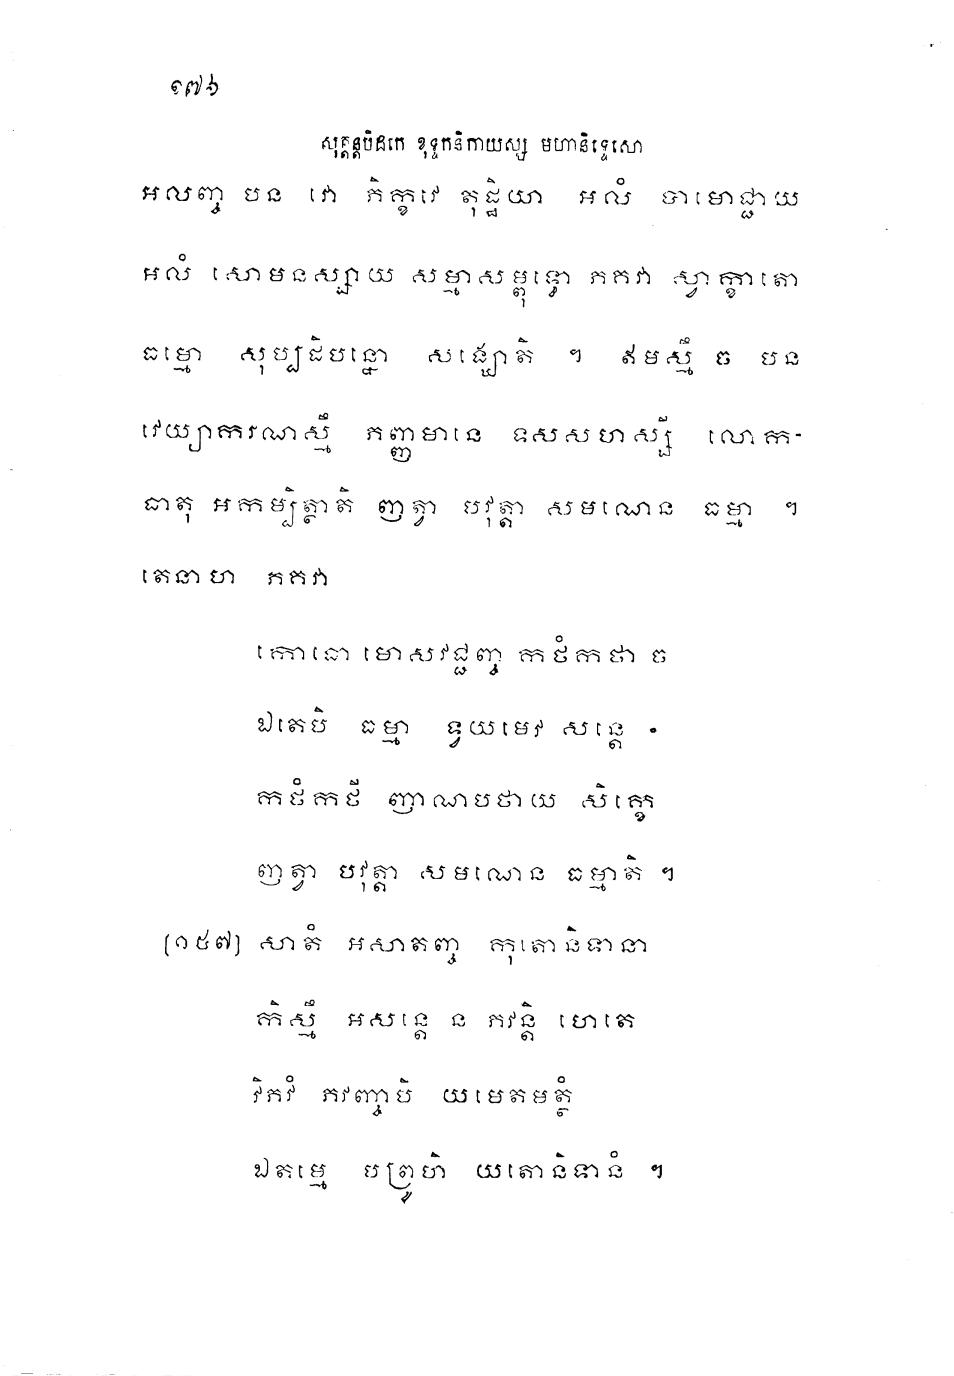 ១៧៦
សុត្តន្តបិដកេ ខុទ្ទកនិកាយស្ស មហានិទ្ទេសោ
អលញ្ច បន វោ ភិក្ខវេ តុដ្ឋិយា អលំ បាមោជ្ជាយ
អលំ សោមនស្សាយ សម្មាសម្ពុទ្ធោ ភគវា ស្វាក្ខាតោ
ធម្មោ សុប្បដិបន្នោ សង្ឃោតិ ។ ឥមស្មឹ ច បន
វេយ្យាករណស្មឹ ភញ្ញមានេ ទសសហស្សី លោក-
ធាតុ អកម្បិត្ថាតិ ញត្វា បវុត្តា សមណេន ធម្មា ។
តេនាហ ភគវា
កោធោ មោសវជ្ជញ្ច កថំកថា ច
ឯតេបិ ធម្មា ទ្វយមេវ សន្តេ
កថំកថី ញាណបថាយ សិក្ខេ
ញត្វា បវុត្តា សមណេន ធម្មាតិ ។
[១៥៧] សាតំ អសាតញ្ច កុតោនិទានា
កិស្មឹ អសន្តេ ន ភវន្តិ ហេតេ
វិភវំ ភវញ្ចាបិ យមេតមត្ថំ
ឯតម្មេ បព្រូហិ យតោនិទានំ ។